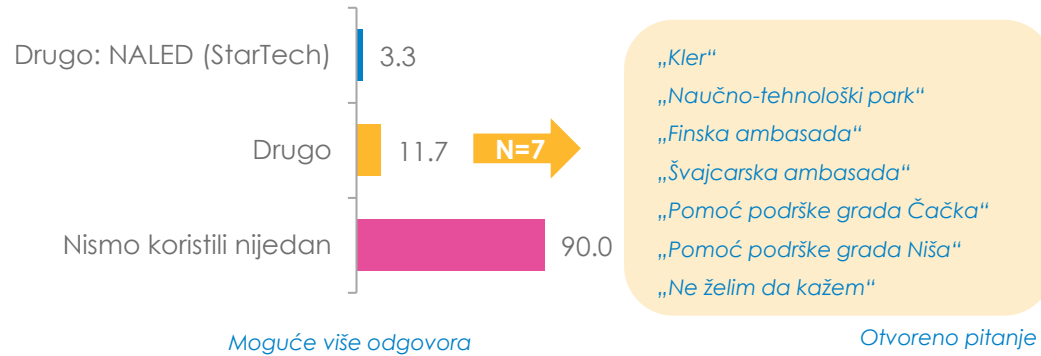 Drugo: NALED (StarTech)
3.3
Drugo
11.7
N=7
Nismo koristili nijedan
90.0
Moguće više odgovora
„Kler“
„Naučno-tehnološki park“
„Finska ambasada“
„Švajcarska ambasada“
„Pomoć podrške grada Čačka“
„Pomoć podrške grada Niša“
„Ne želim da kažem“
Otvoreno pitanje